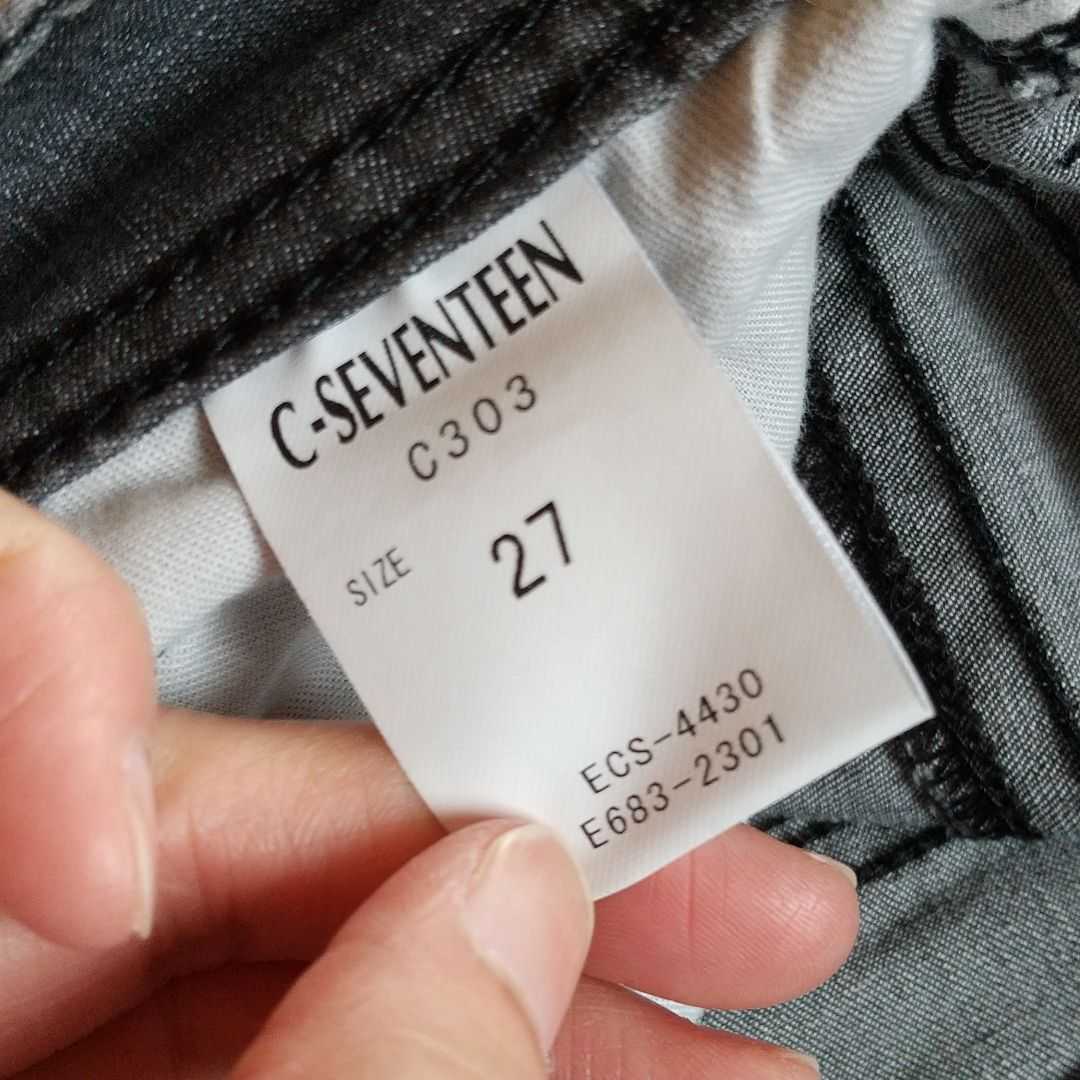 C-SEVENTEEN
C303
SIZE 27
ECS-4430
E683-2301